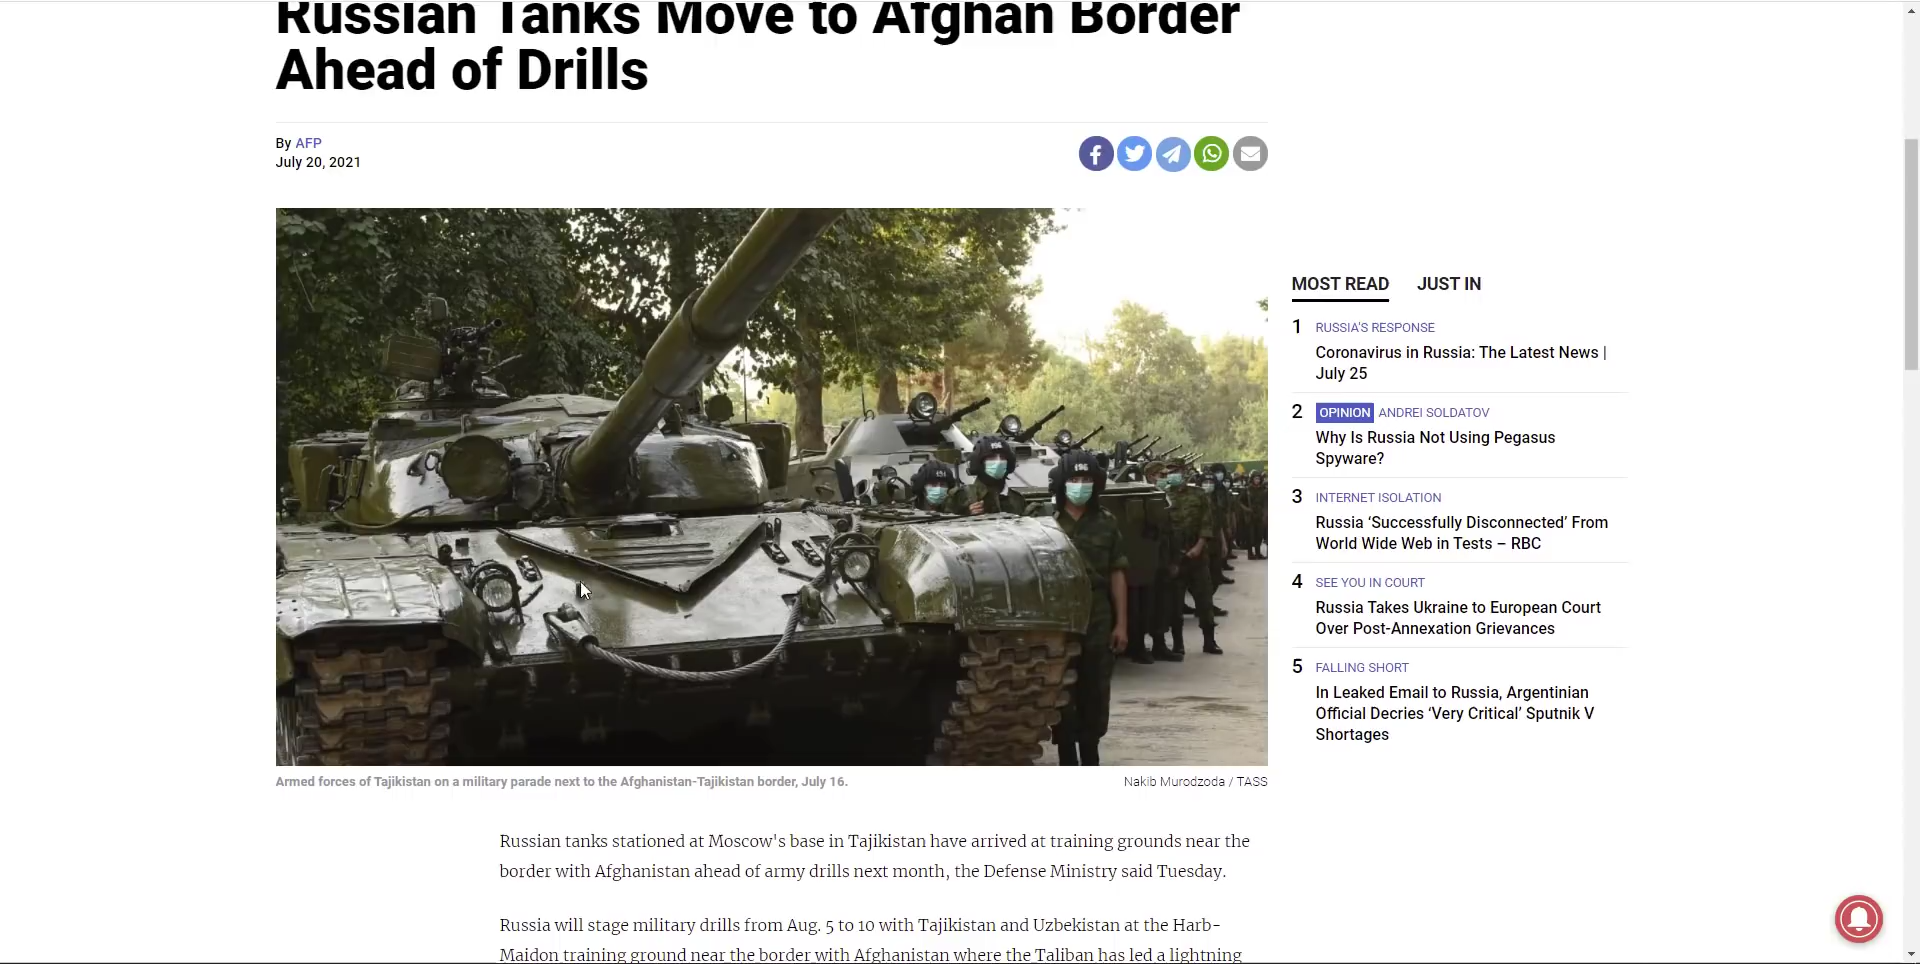 Russian Tanks Move to Afghan Border
Ahead of Drills
By AFP
July 20, 2021
MOST READ JUST IN
1 RUSSIA'S RESPONSE
Coronavirus in Russia: The Latest News |
July 25
2 OPINION ANDREI SOLDATOV
Why Is Russia Not Using Pegasus
Spyware?
3 INTERNET ISOLATION
Russia ‘Successfully Disconnected’ From
World Wide Web in Tests – RBC
4 SEE YOU IN COURT
Russia Takes Ukraine to European Court
Over Post-Annexation Grievances
5 FALLING SHORT
In Leaked Email to Russia, Argentinian
Official Decries ‘Very Critical’ Sputnik V
Shortages
196
Armed forces of Tajikistan on a military parade next to the Afghanistan-Tajikistan border, July 16.
Nakib Murodzoda / TASS
Russian tanks stationed at Moscow's base in Tajikistan have arrived at training grounds near the
border with Afghanistan ahead of army drills next month, the Defense Ministry said Tuesday.
Russia will stage military drills from Aug. 5 to 10 with Tajikistan and Uzbekistan at the Harb-
Maidon training ground near the border with Afghanistan where the Taliban has led a lightning